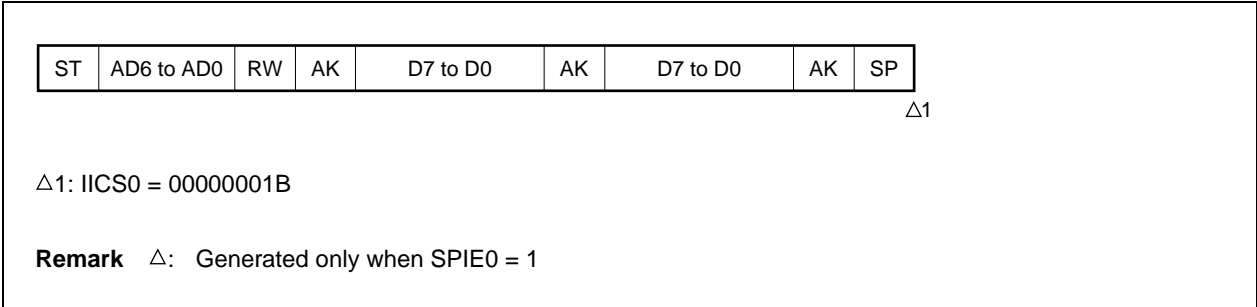 ST AD6 to AD0 RW AK D7 to D0 AK D7 to D0 AK SP
△1
△1: IICS0 = 00000001B
Remark △: Generated only when SPIE0 = 1